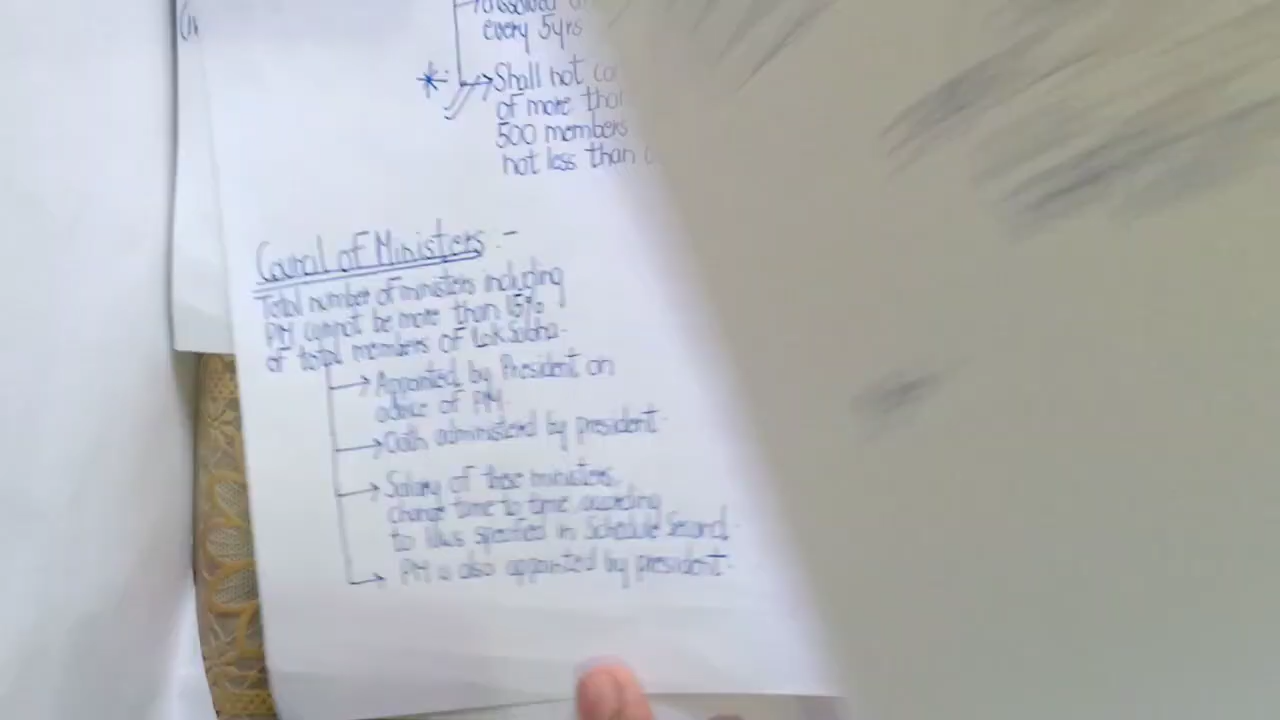 every 5yrs
Shall not co
of more than
500 members
not less than
Council of Ministers :-
Total number of ministers including
PM cannot be more than 15%
of total members of Lok Sabha.
Appointed by President on
advice of PM.
Oath administerd by president.
Salary of these ministers
change time to time according
to specified in Schedule Second.
PM is also appointed by president.